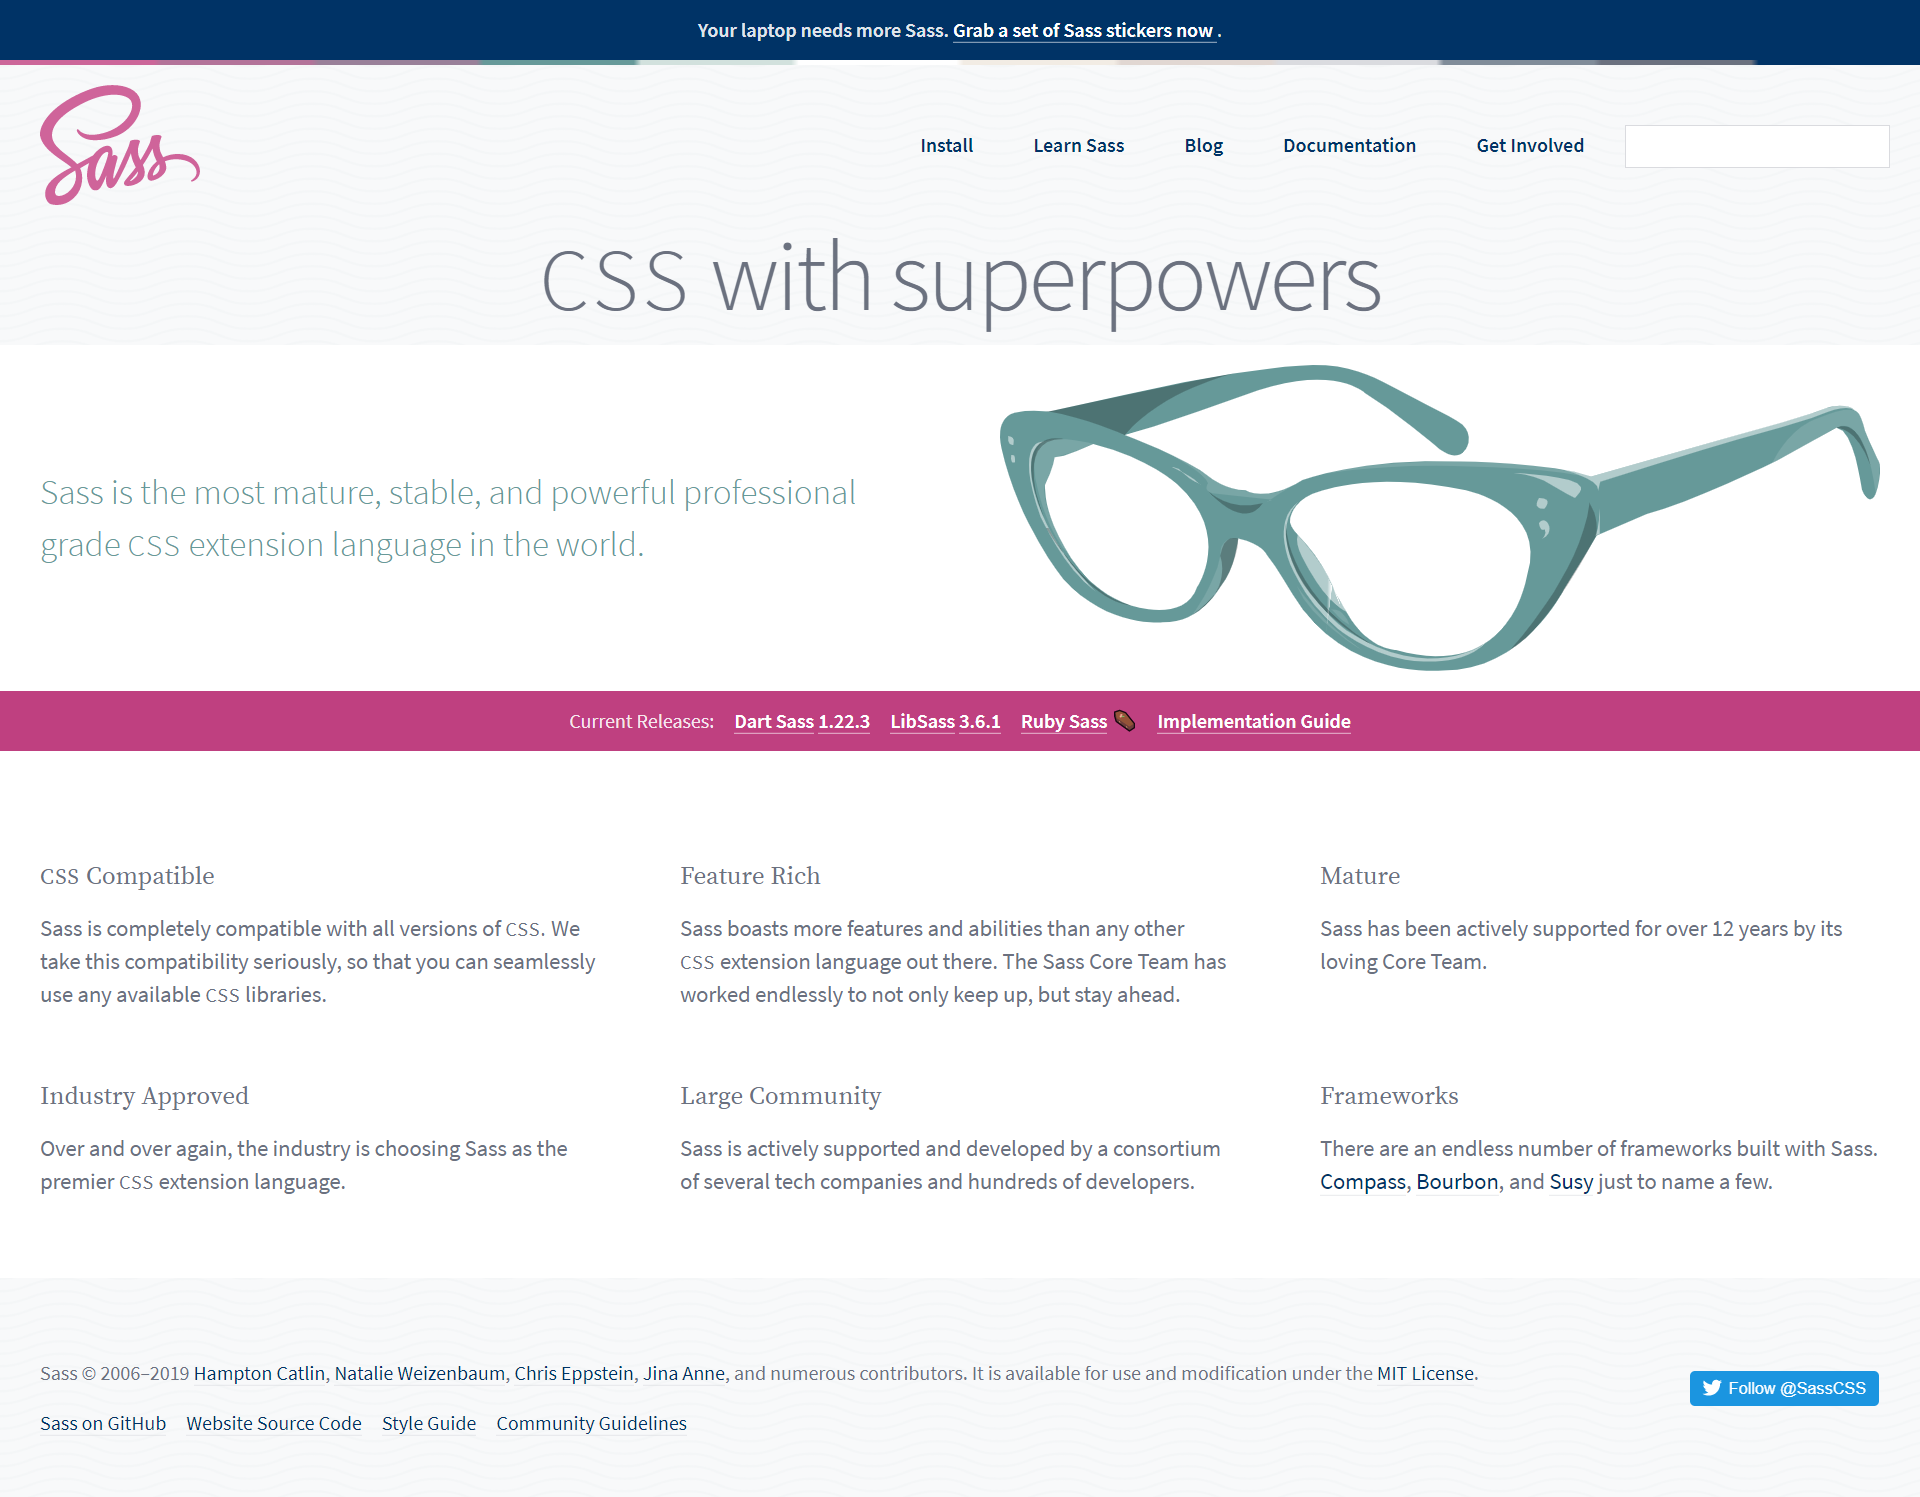 Your laptop needs more Sass. Grab a set of Sass stickers now .
Sass
Install
Learn Sass
Blog
Documentation
Get Involved
CSS with superpowers
Sass is the most mature, stable, and powerful professional
grade CSS extension language in the world.
Current Releases: Dart Sass 1.22.3 LibSass 3.6.1 Ruby Sass Implementation Guide
CSS Compatible
Sass is completely compatible with all versions of CSS. We
take this compatibility seriously, so that you can seamlessly
use any available CSS libraries.
Feature Rich
Sass boasts more features and abilities than any other
CSS extension language out there. The Sass Core Team has
worked endlessly to not only keep up, but stay ahead.
Mature
Sass has been actively supported for over 12 years by its
loving Core Team.
Industry Approved
Over and over again, the industry is choosing Sass as the
premier CSS extension language.
Large Community
Sass is actively supported and developed by a consortium
of several tech companies and hundreds of developers.
Frameworks
There are an endless number of frameworks built with Sass.
Compass, Bourbon, and Susy just to name a few.
Sass © 2006–2019 Hampton Catlin, Natalie Weizenbaum, Chris Eppstein, Jina Anne, and numerous contributors. It is available for use and modification under the MIT License.
Sass on GitHub Website Source Code Style Guide Community Guidelines
Follow @SassCSS